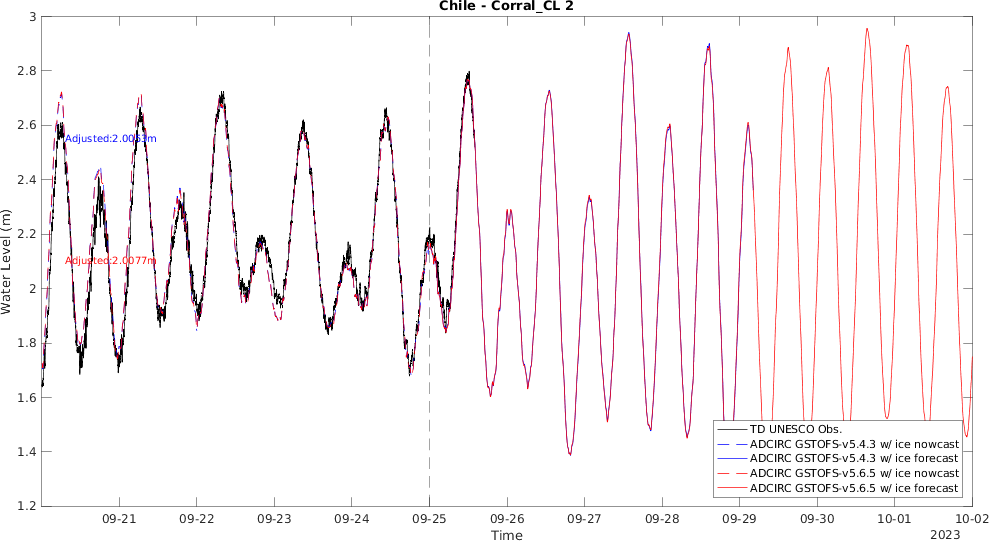 Chile - Corral_CL 2
3
2.8
2.6
2.4
2.2
2
1.8
1.6
1.4
1.2
Water Level (m)
Adjusted:2.0063m
Adjusted:2.0077m
TD UNESCO Obs.
ADCIRC GSTOFS-v5.4.3 w/ ice nowcast
ADCIRC GSTOFS-v5.4.3 w/ ice forecast
ADCIRC GSTOFS-v5.6.5 w/ ice nowcast
ADCIRC GSTOFS-v5.6.5 w/ ice forecast
09-21 09-22 09-23 09-24 09-25 09-26 09-27 09-28 09-29 09-30 10-01 10-02
Time
2023